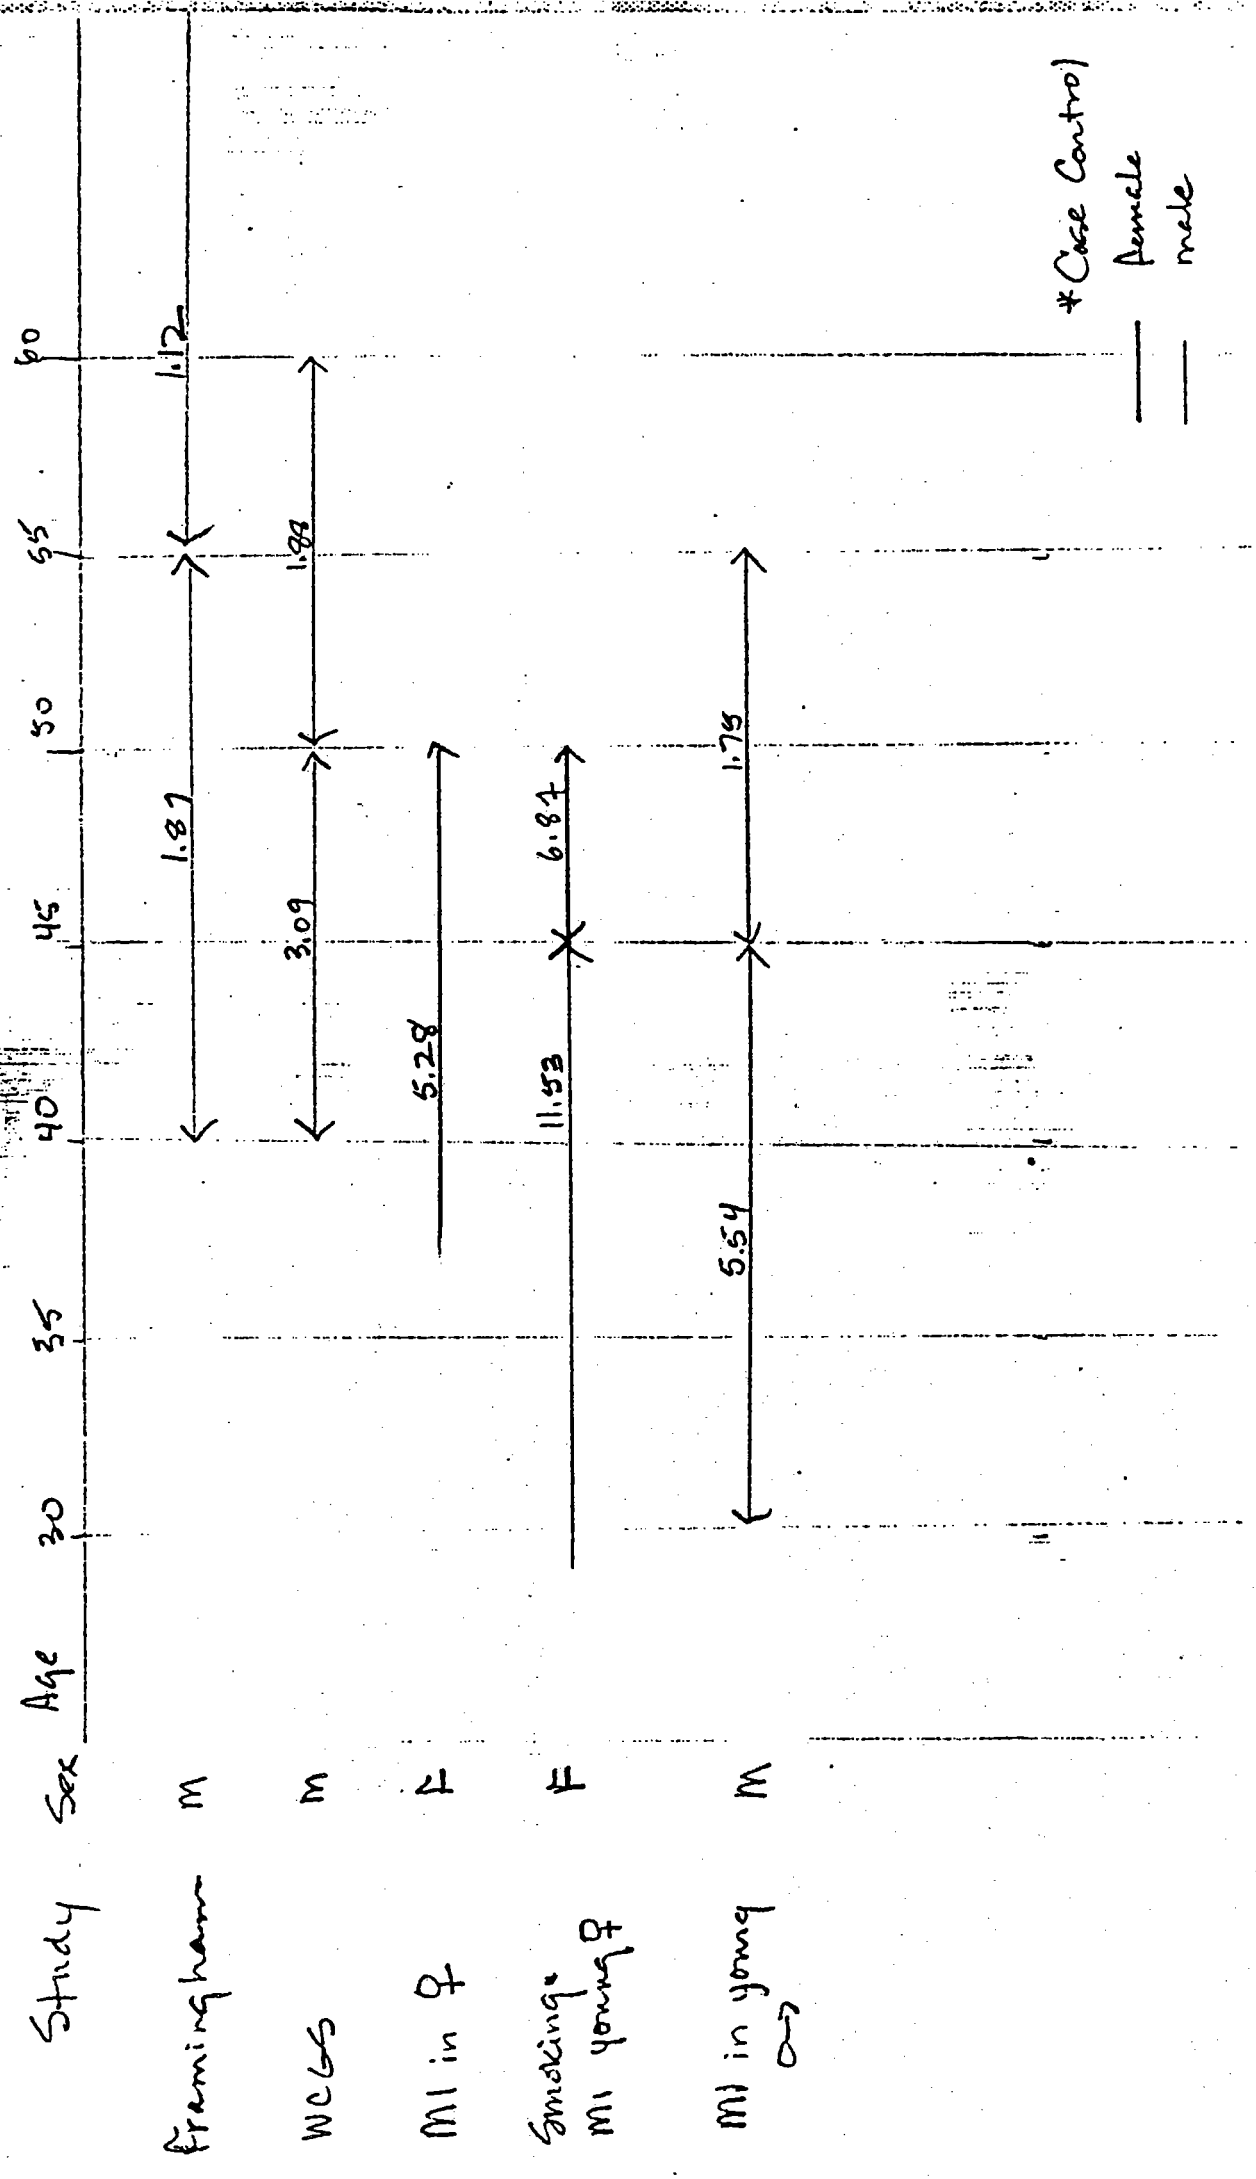 Study Sex Age 30 35 40 45 50 55 60
Framingham M 1.87 1.12
WCGS M 3.09 1.88
MI in ♀ F 5.28
Smoking • F 11.53 6.87
MI young ♀
MI in young M 5.54 1.75
♂
* Case Control
female
male